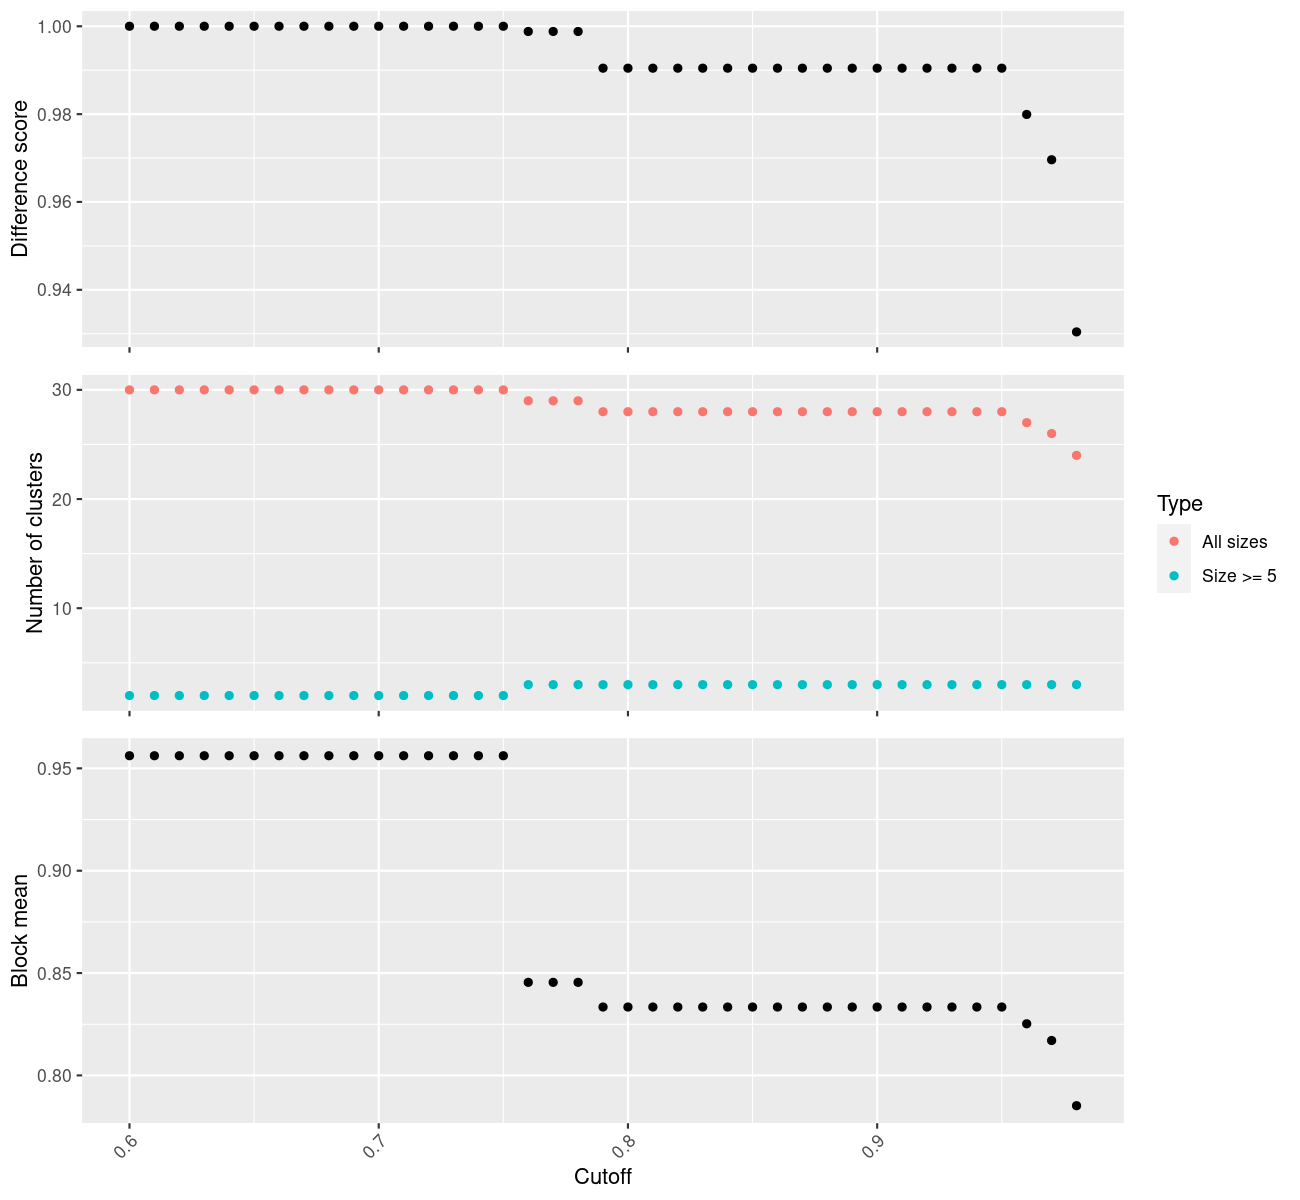 Difference score
1.00
0.98
0.96
0.94
Number of clusters
30
20
10
Type
All sizes
Size >= 5
Block mean
0.95
0.90
0.85
0.80
0.6 0.7 0.8 0.9
Cutoff